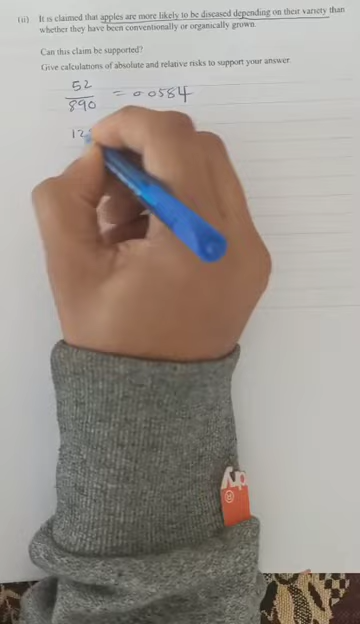 (ii) It is claimed that apples are more likely to be diseased depending on their variety than
whether they have been conventionally or organically grown.
Can this claim be supported?
Give calculations of absolute and relative risks to support your answer.
52
890
= 0.0584
12